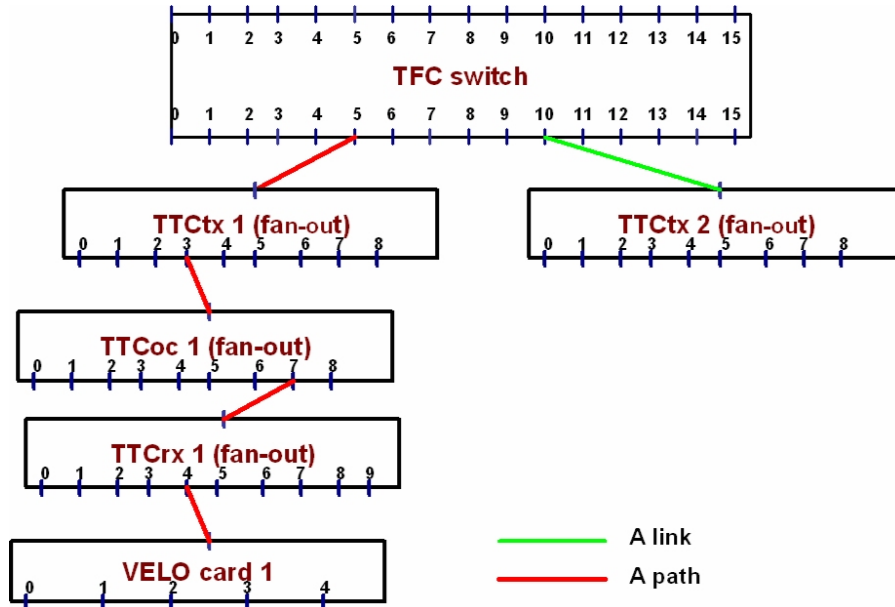 0 1 2 3 4 5 6 7 8 9 10 11 12 13 14 15
TFC switch
0 1 2 3 4 5 6 7 8 9 10 11 12 13 14 15
TTCtx 1 (fan-out)
0 1 2 3 4 5 6 7 8
TTCtx 2 (fan-out)
0 1 2 3 4 5 6 7 8
TTCoc 1 (fan-out)
0 1 2 3 4 5 6 7 8
TTCrx 1 (fan-out)
0 1 2 3 4 5 6 7 8 9
VELO card 1
0 1 2 3 4
A link
A path